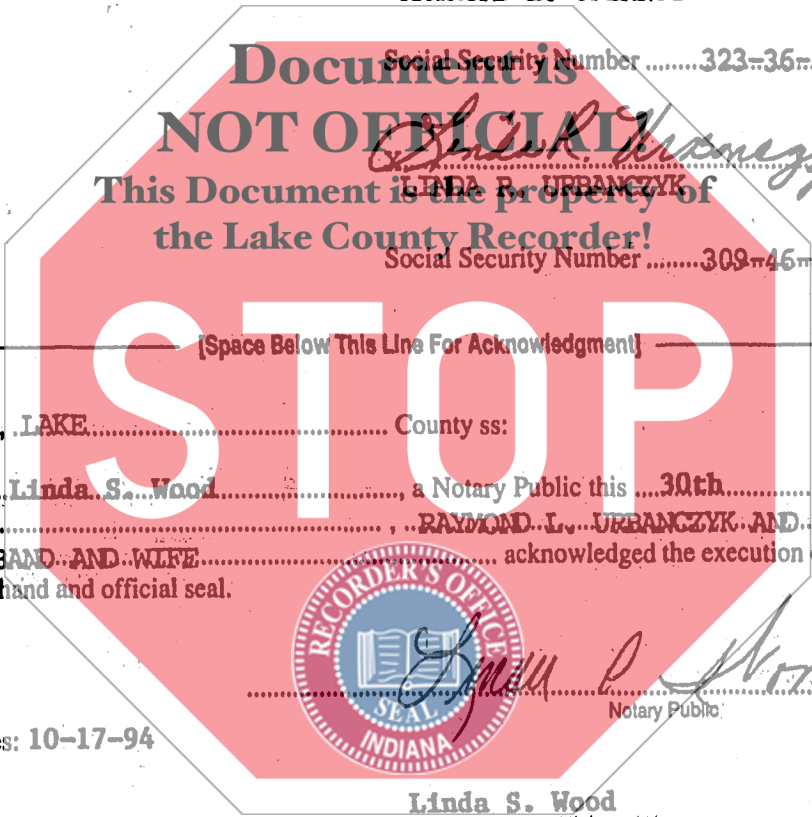 Document is
NOT OFFICIAL!
This Document is the property of
the Lake County Recorder!
STOP
Social Security Number ........323-36-
LINDA R. URBANCZYK
Social Security Number ........309-46-
[Space Below This Line For Acknowledgment]
, LAKE County ss:
Linda S. Wood, a Notary Public this 30th
, RAYMOND L. URBANCZYK AND
BAND AND WIFE acknowledged the execution
hand and official seal.
RECORDER'S OFFICE
SEAL
INDIANA
Notary Public
s: 10-17-94
Linda S. Wood